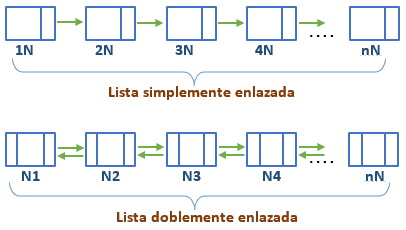 ....
1N 2N 3N 4N nN
Lista simplemente enlazada
....
N1 N2 N3 N4 nN
Lista doblemente enlazada